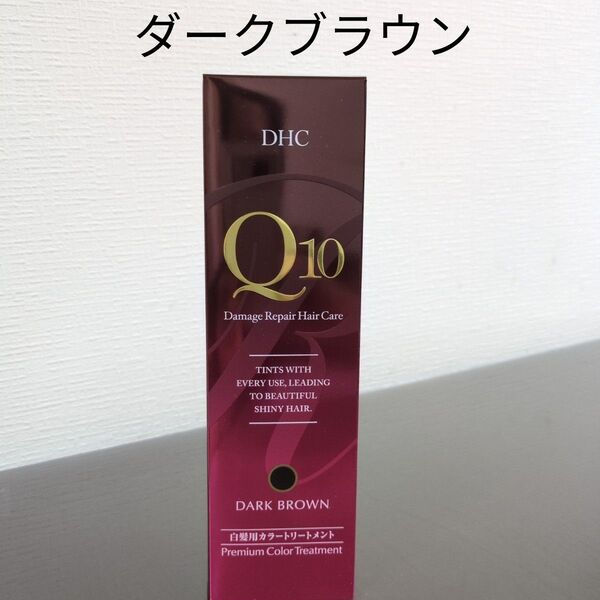 ダークブラウン
DHC
Q10
Damage Repair Hair Care
TINTS WITH
EVERY USE, LEADING
TO BEAUTIFUL
SHINY HAIR.
DARK BROWN
白髪用カラートリートメント
Premium Color Treatment